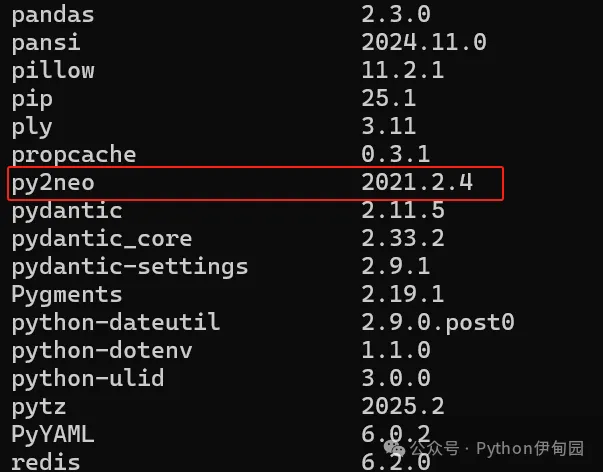 pandas 2.3.0
pansi 2024.11.0
pillow 11.2.1
pip 25.1
ply 3.11
propcache 0.3.1
py2neo 2021.2.4
pydantic 2.11.5
pydantic_core 2.33.2
pydantic-settings 2.9.1
Pygments 2.19.1
python-dateutil 2.9.0.post0
python-dotenv 1.1.0
python-ulid 3.0.0
pytz 2025.2
PyYAML 6.0.2
公众号 · Python伊甸园
redis 6.2.0